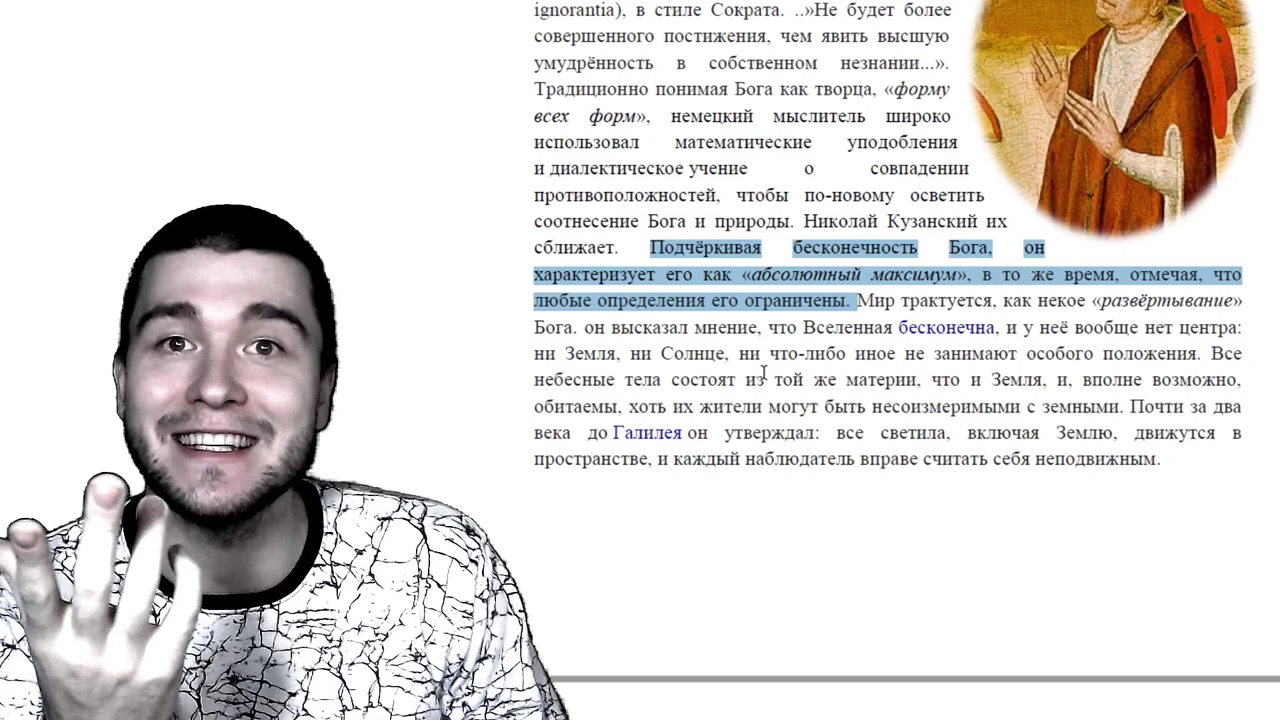 ignorantia), в стиле Сократа. ..»Не будет более
совершенного постижения, чем явить высшую
умудрённость в собственном незнании...».
Традиционно понимая Бога как творца, «форму
всех форм», немецкий мыслитель широко
использовал математические уподобления
и диалектическое учение о совпадении
противоположностей, чтобы по-новому осветить
соотнесение Бога и природы. Николай Кузанский их
сближает. Подчёркивая бесконечность Бога, он
характеризует его как «абсолютный максимум», в то же время, отмечая, что
любые определения его ограничены. Мир трактуется, как некое «развёртывание»
Бога. он высказал мнение, что Вселенная бесконечна, и у неё вообще нет центра:
ни Земля, ни Солнце, ни что-либо иное не занимают особого положения. Все
небесные тела состоят из той же материи, что и Земля, и, вполне возможно,
обитаемы, хоть их жители могут быть несоизмеримыми с земными. Почти за два
века до Галилея он утверждал: все светила, включая Землю, движутся в
пространстве, и каждый наблюдатель вправе считать себя неподвижным.